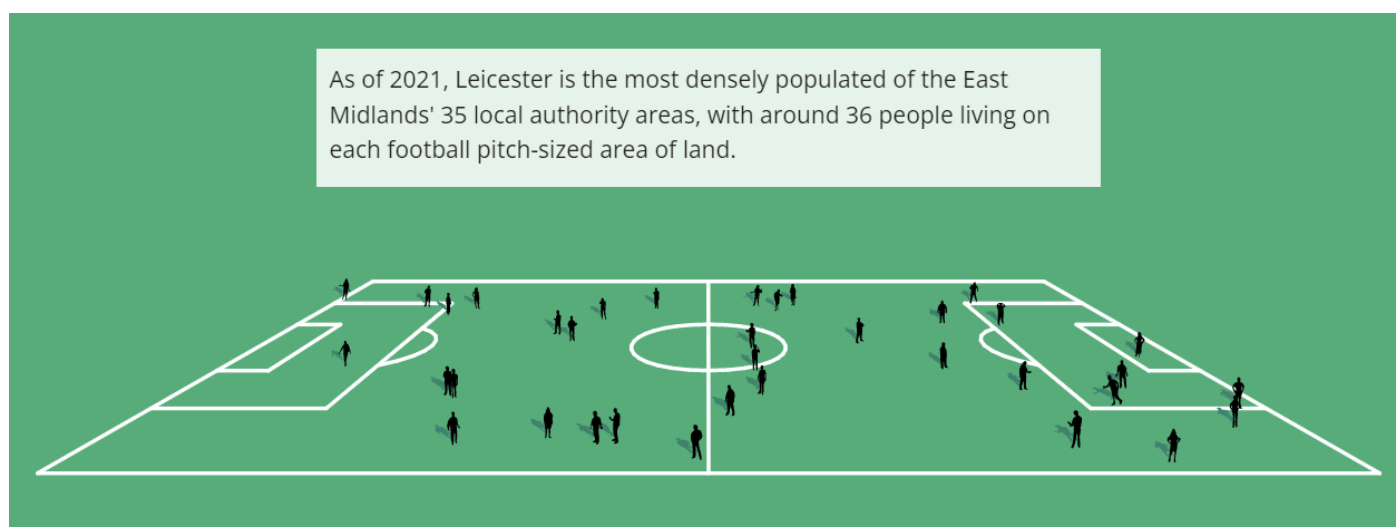 As of 2021, Leicester is the most densely populated of the East
Midlands' 35 local authority areas, with around 36 people living on
each football pitch-sized area of land.